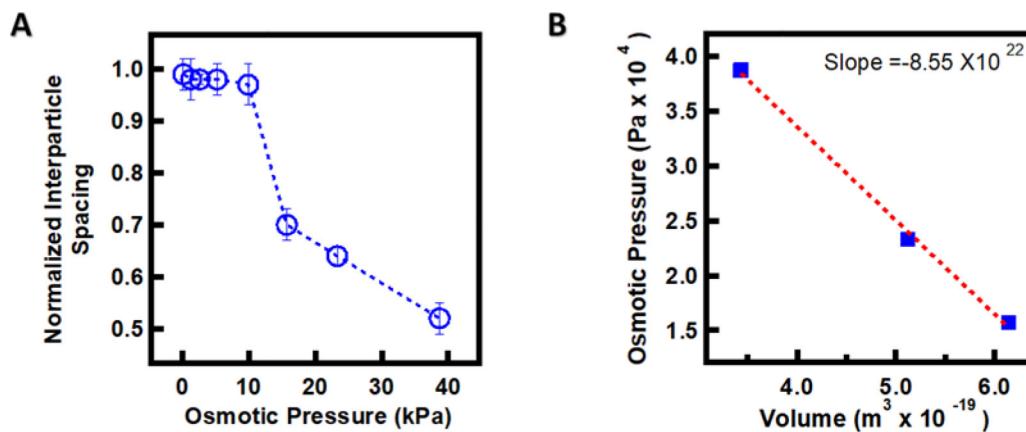 A
Normalized Interparticle
Spacing
1.0
0.9
0.8
0.7
0.6
0.5
0
10
20
30
40
Osmotic Pressure (kPa)
B
Osmotic Pressure (Pa x 10 4)
4.0
3.5
3.0
2.5
2.0
1.5
Slope =-8.55 X10 22
4.0
5.0
6.0
Volume (m3 x 10 -19)